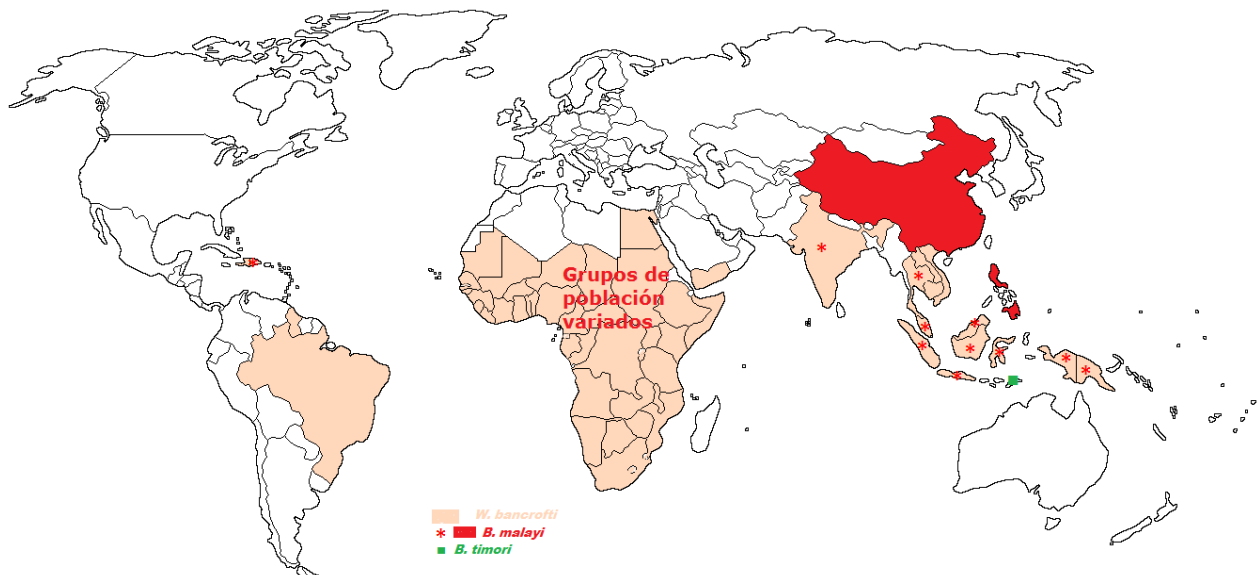 Grupos de
población
variados
W. bancrofti
* B. malayi
B. timori